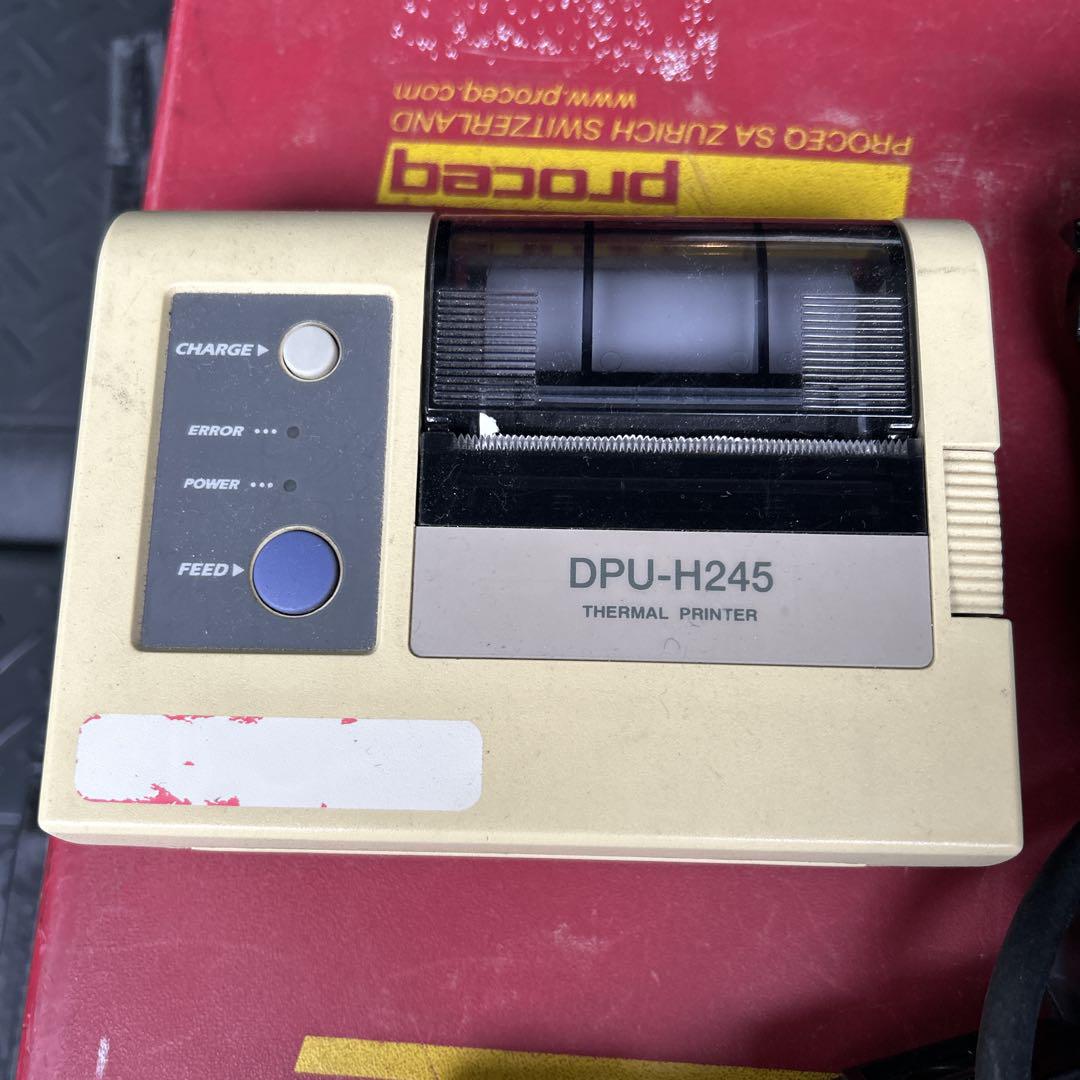 www.proceq.com
PROCEQ SA ZURICH SWITZERLAND
proceq
CHARGE
ERROR
POWER
FEED
DPU-H245
THERMAL PRINTER